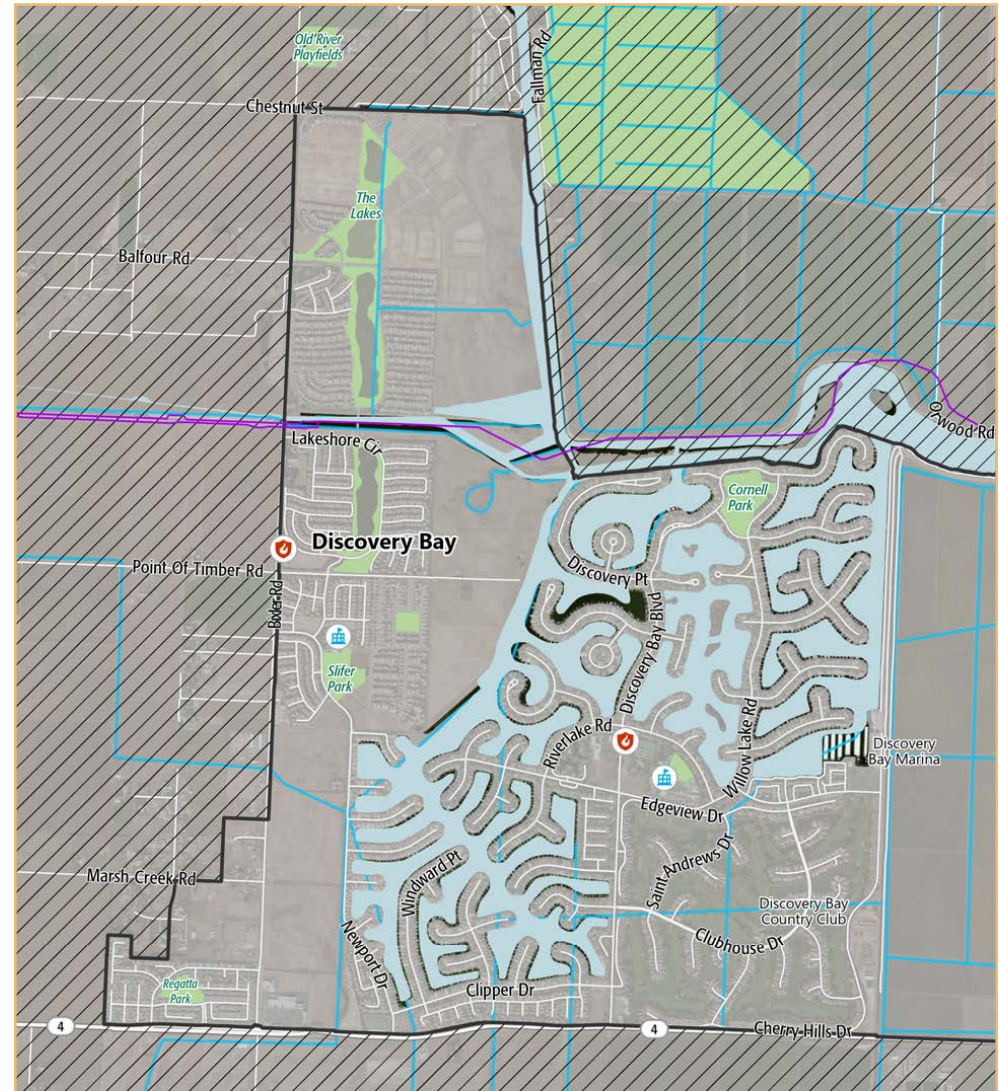 Old River
Playfields
Fallman Rd
Chestnut St
The
Lakes
Balfour Rd
Orwood Rd
Lakeshore Cir
Cornell
Park
Discovery Bay
Point Of Timber Rd
Discovery Pt
Boder Rd
Discovery Bay Blvd
Slifer
Park
Riverlake Rd
Willow Lake Rd
Discovery
Bay Marina
Edgeview Dr
Saint Andrews Dr
Windward Pt
Marsh Creek Rd
Discovery Bay
Country Club
Newport Dr
Clubhouse Dr
Regatta
Park
Clipper Dr
4
4
Cherry Hills Dr